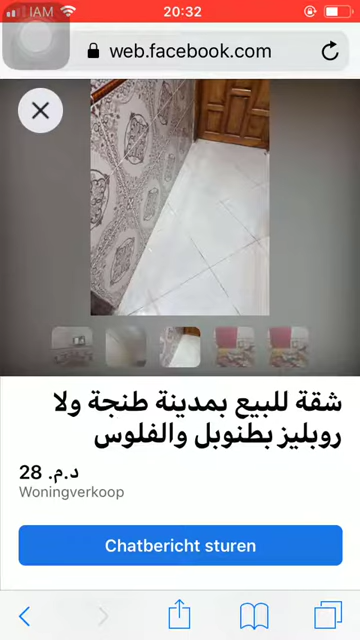 IAM 20:32
web.facebook.com
شقة للبيع بمدينة طنجة ولا
روبليز بطنوبل والفلوس
د.م. 28
Woningverkoop
Chatbericht sturen